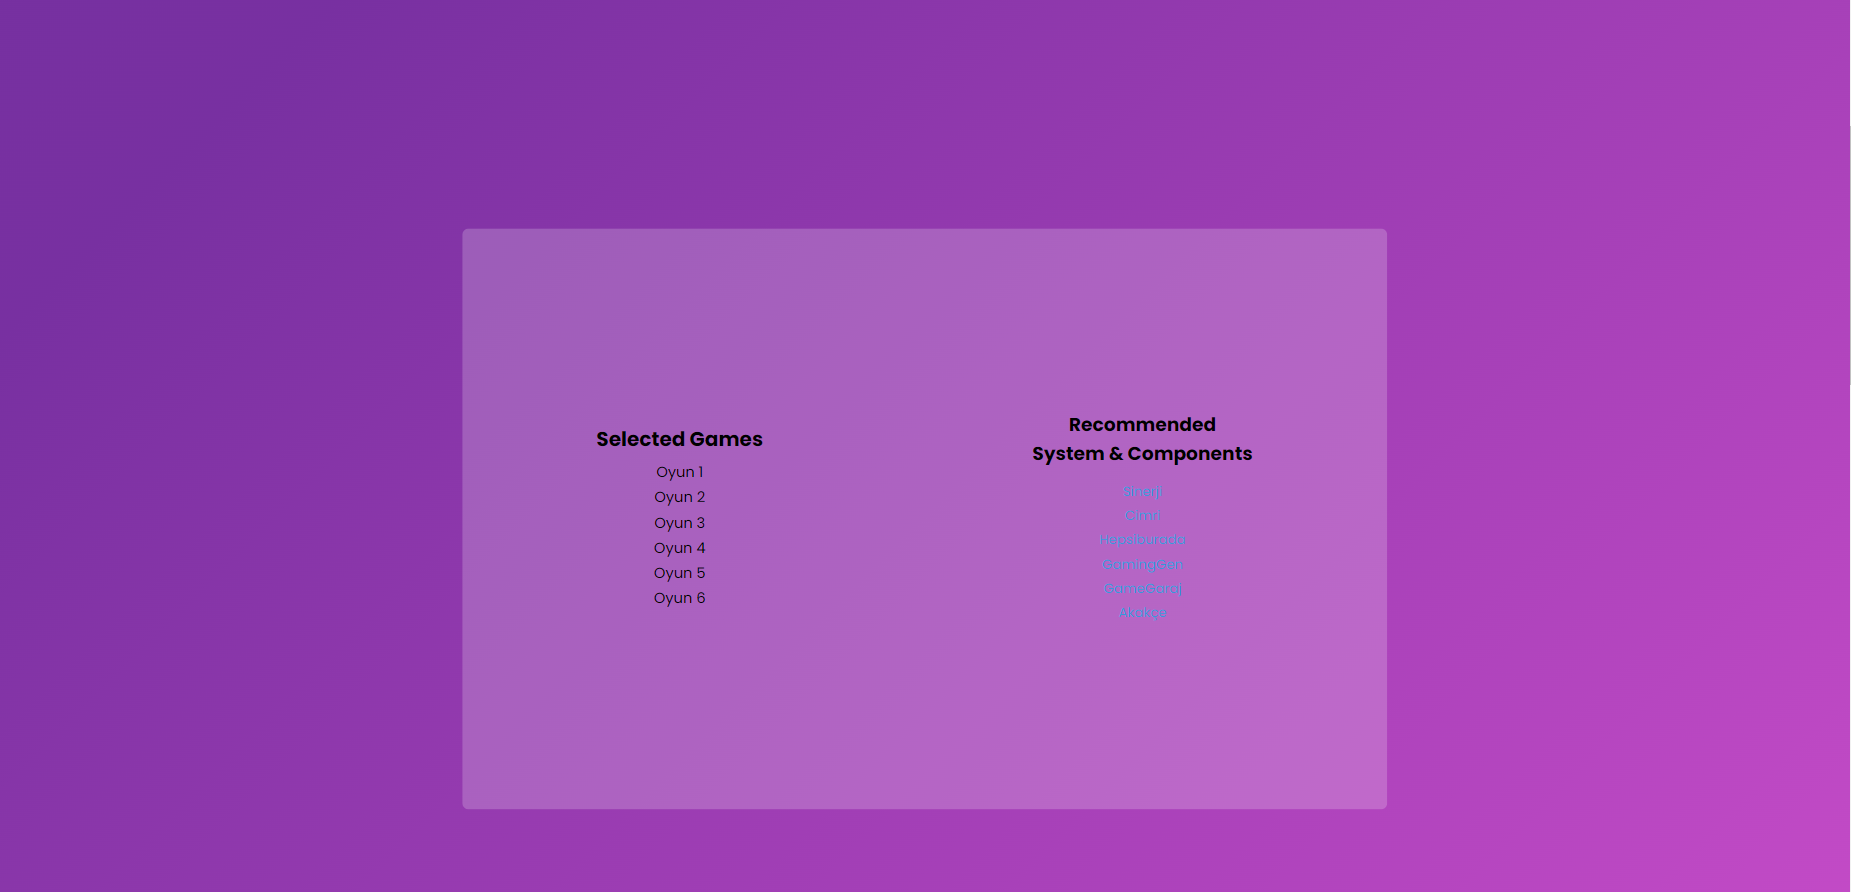 Selected Games
Oyun 1
Oyun 2
Oyun 3
Oyun 4
Oyun 5
Oyun 6
Recommended
System & Components
Sinerji
Cimri
Hepsiburada
GamingGen
GameGaraj
Akakçe